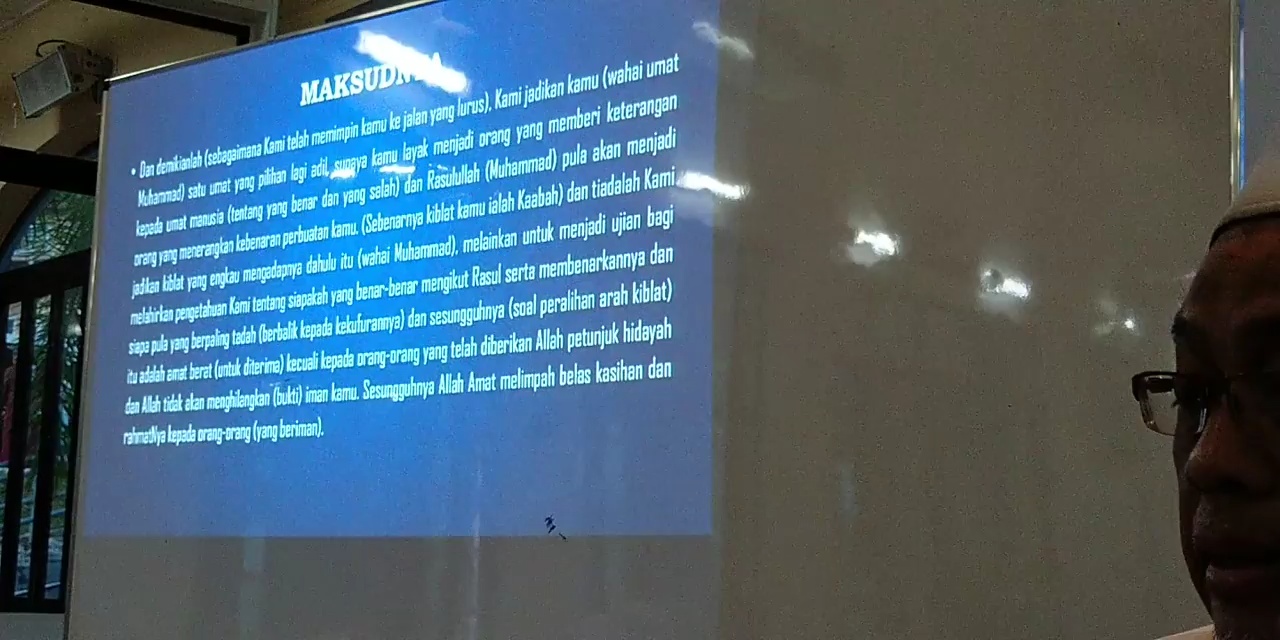 MAKSUDNYA
• Dan demikianlah (sebagaimana Kami telah memimpin kamu ke jalan yang lurus), Kami jadikan kamu (wahai umat
Muhammad) satu umat yang pilihan lagi adil, supaya kamu layak menjadi orang yang memberi keterangan
kepada umat manusia (tentang yang benar dan yang salah) dan Rasulullah (Muhammad) pula akan menjadi
orang yang menerangkan kebenaran perbuatan kamu. (Sebenarnya kiblat kamu ialah Kaabah) dan tiadalah Kami
jadikan kiblat yang engkau mengadapnya dahulu itu (wahai Muhammad), melainkan untuk menjadi ujian bagi
melahirkan pengetahuan Kami tentang siapakah yang benar-benar mengikut Rasul serta membenarkannya dan
siapa pula yang berpaling tadah (berbalik kepada kekufurannya) dan sesungguhnya (soal peralihan arah kiblat)
itu adalah amat berat (untuk diterima) kecuali kepada orang-orang yang telah diberikan Allah petunjuk hidayah
dan Allah tidak akan menghilangkan (bukti) iman kamu. Sesungguhnya Allah Amat melimpah belas kasihan dan
rahmatNya kepada orang-orang (yang beriman).